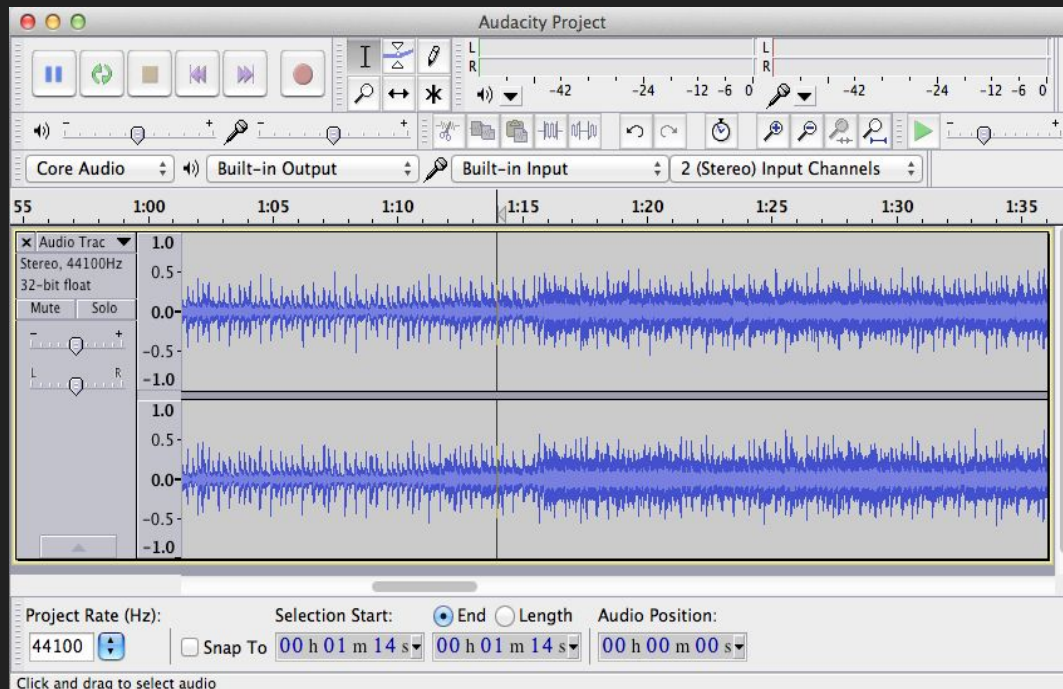 Audacity Project
L
R
-42 -24 -12 -6 0
L
R
-42 -24 -12 -6 0
- +
- +
- +
Core Audio
Built-in Output
Built-in Input
2 (Stereo) Input Channels
55 1:00 1:05 1:10 1:15 1:20 1:25 1:30 1:35
Audio Trac
Stereo, 44100Hz
32-bit float
Mute Solo
- +
L R
1.0
0.5
0.0
-0.5
-1.0
1.0
0.5
0.0
-0.5
-1.0
Project Rate (Hz): Selection Start: End Length Audio Position:
44100 Snap To 00 h 01 m 14 s 00 h 01 m 14 s 00 h 00 m 00 s
Click and drag to select audio